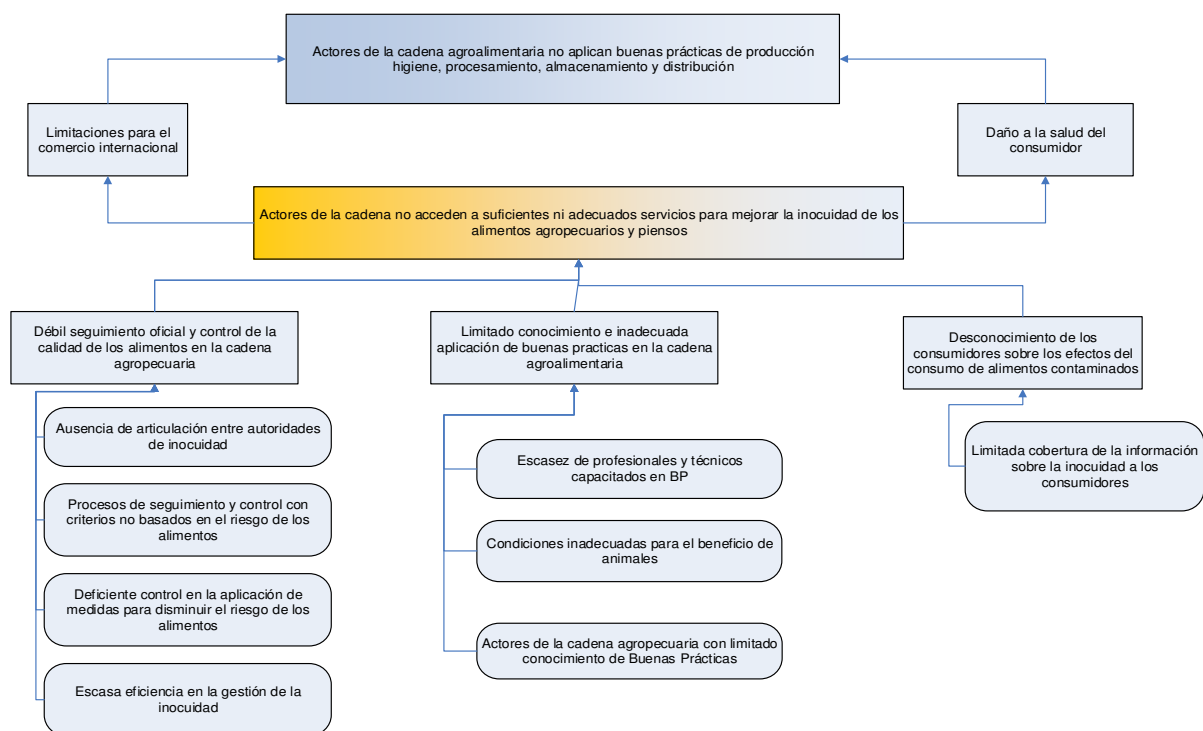 Actores de la cadena agroalimentaria no aplican buenas prácticas de producción
higiene, procesamiento, almacenamiento y distribución
Limitaciones para el
comercio internacional
Daño a la salud del
consumidor
Actores de la cadena no acceden a suficientes ni adecuados servicios para mejorar la inocuidad de los
alimentos agropecuarios y piensos
Débil seguimiento oficial y control de la
calidad de los alimentos en la cadena
agropecuaria
Limitado conocimiento e inadecuada
aplicación de buenas practicas en la cadena
agroalimentaria
Desconocimiento de los
consumidores sobre los efectos del
consumo de alimentos contaminados
Ausencia de articulación entre autoridades
de inocuidad
Procesos de seguimiento y control con
criterios no basados en el riesgo de los
alimentos
Deficiente control en la aplicación de
medidas para disminuir el riesgo de los
alimentos
Escasa eficiencia en la gestión de la
inocuidad
Escasez de profesionales y técnicos
capacitados en BP
Condiciones inadecuadas para el beneficio de
animales
Actores de la cadena agropecuaria con limitado
conocimiento de Buenas Prácticas
Limitada cobertura de la información
sobre la inocuidad a los
consumidores